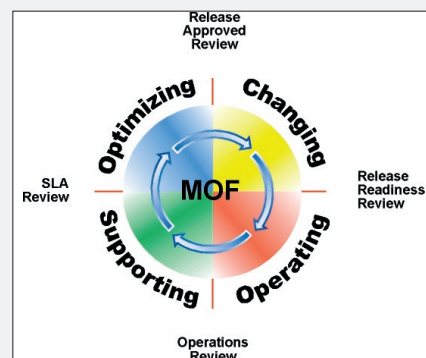 Release
Approved
Review
Optimizing
Changing
SLA
Review
MOF
Release
Readiness
Review
Supporting
Operating
Operations
Review